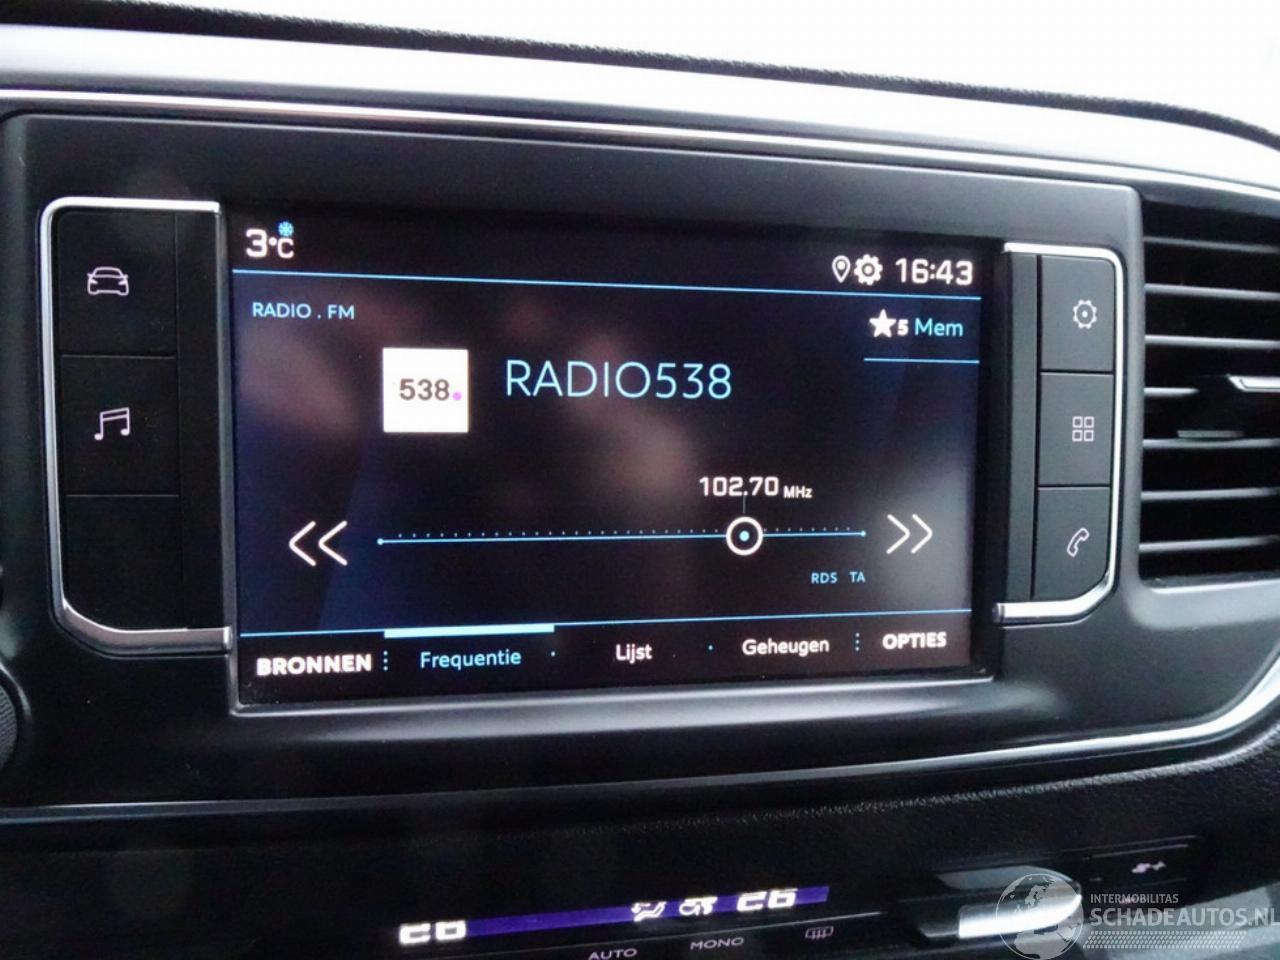 3°C
16:43
RADIO . FM
5 Mem
538
RADIO538
102.70 MHz
RDS TA
BRONNEN
Frequentie
Lijst
Geheugen
OPTIES
AUTO
MONO
INTERMOBILITAS
SCHADEAUTOS.NL